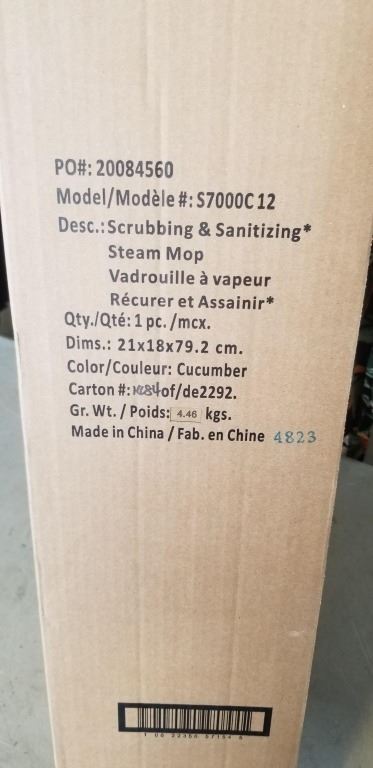 PO#: 20084560
Model/Modèle #: S7000C 12
Desc.: Scrubbing & Sanitizing*
Steam Mop
Vadrouille à vapeur
Récurer et Assainir*
Qty./Qté: 1 pc. /mcx.
Dims.: 21x18x79.2 cm.
Color/Couleur: Cucumber
Carton #: of/de2292.
Gr. Wt. / Poids: 4.46 kgs.
Made in China / Fab. en Chine 4823